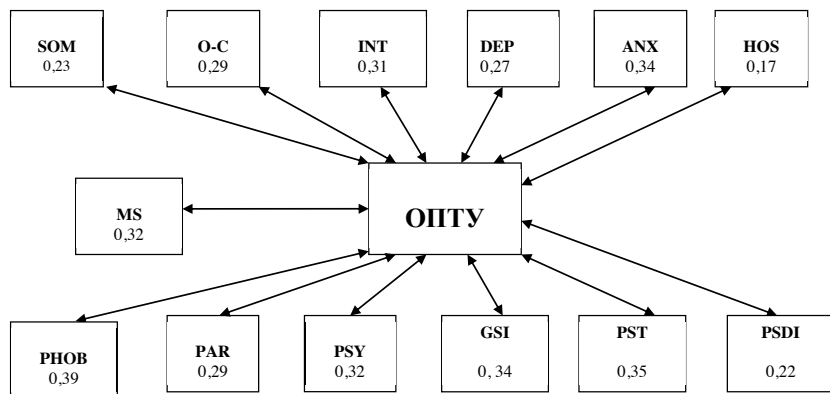 SOM
0,23
O-C
0,29
INT
0,31
DEP
0,27
ANX
0,34
HOS
0,17
MS
0,32
ОПТУ
PHOB
0,39
PAR
0,29
PSY
0,32
GSI
0, 34
PST
0,35
PSDI
0,22